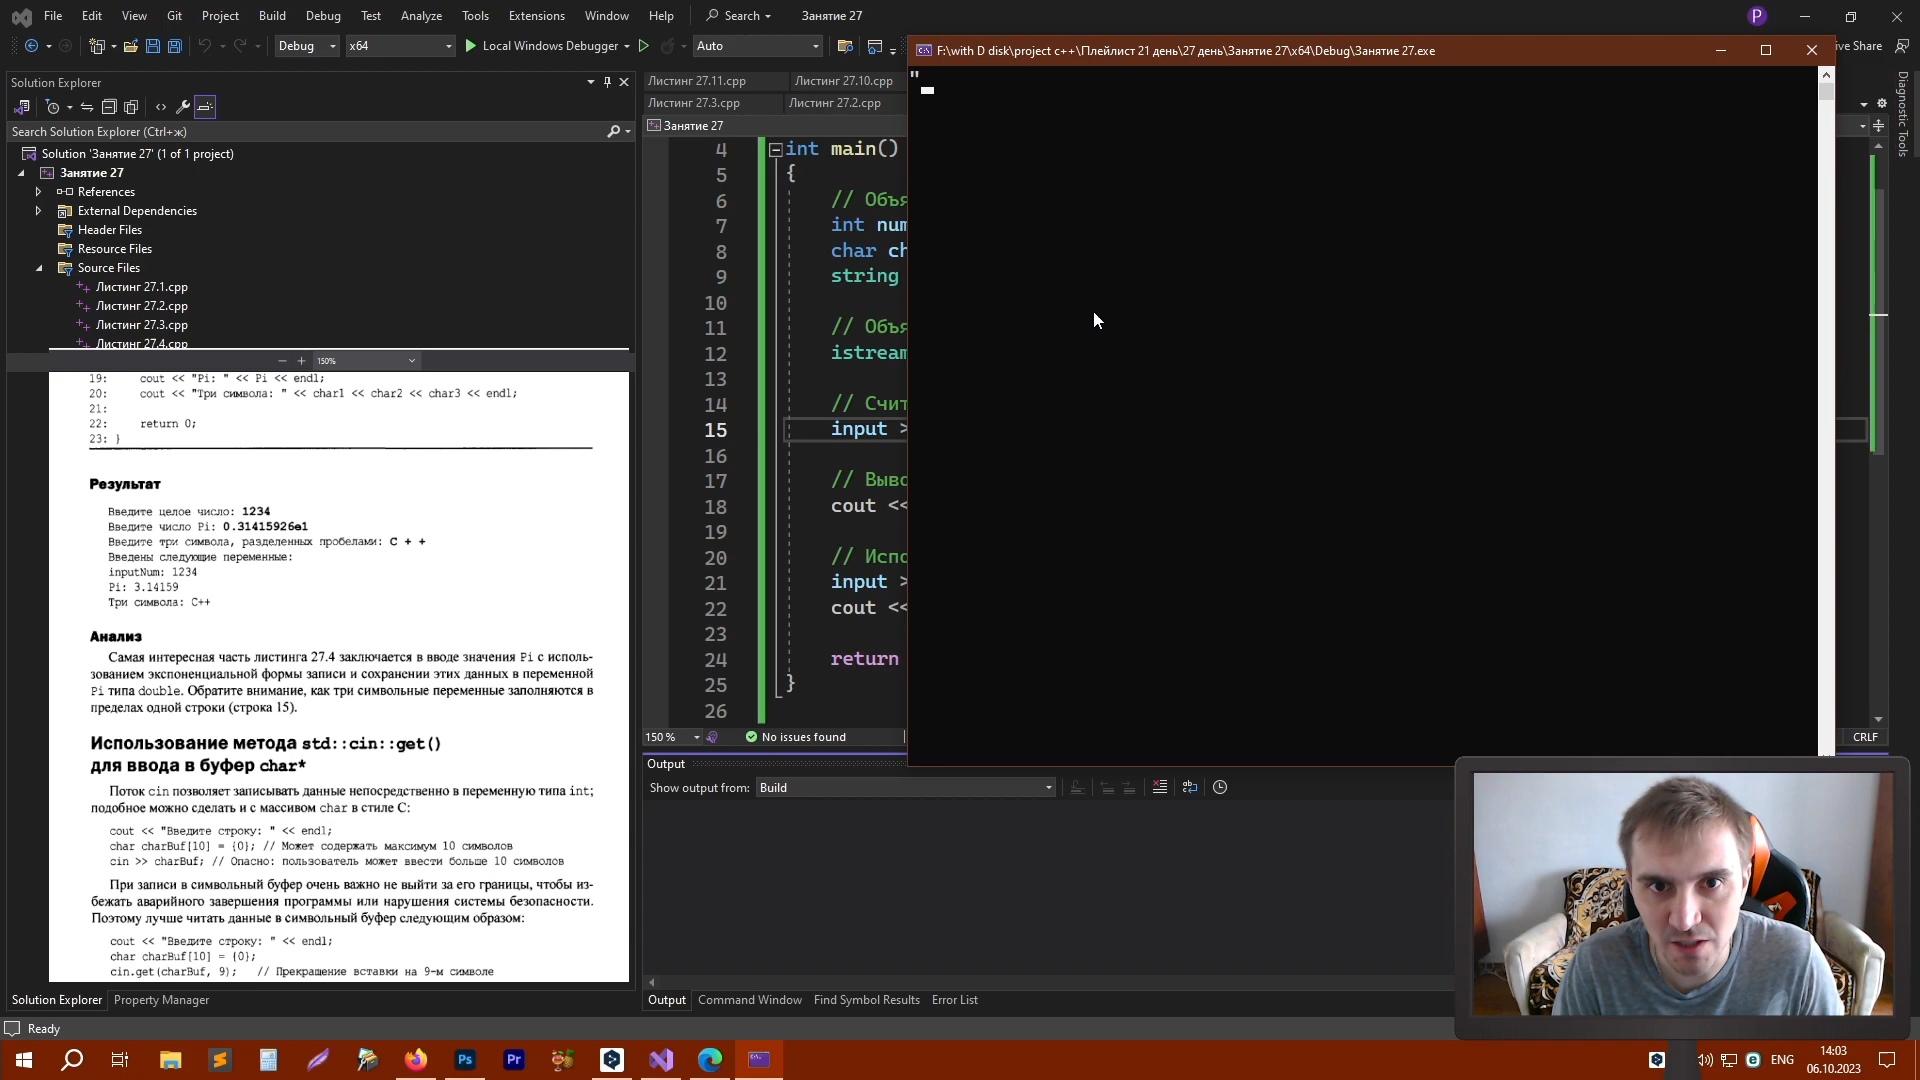 File Edit View Git Project Build Debug Test Analyze Tools Extensions Window Help Search Занятие 27
P
Debug x64 Local Windows Debugger Auto
ve Share
Solution Explorer
Search Solution Explorer (Ctrl+ж)
Solution 'Занятие 27' (1 of 1 project)
Занятие 27
References
External Dependencies
Header Files
Resource Files
Source Files
Листинг 27.1.cpp
Листинг 27.2.cpp
Листинг 27.3.cpp
Листинг 27.4.cpp
150%
19: cout << "Pi: " << Pi << endl;
20: cout << "Три символа: " << char1 << char2 << char3 << endl;
21:
22: return 0;
23: }
Результат
Введите целое число: 1234
Введите число Pi: 0.31415926e1
Введите три символа, разделенных пробелами: C + +
Введены следующие переменные:
inputNum: 1234
Pi: 3.14159
Три символа: C++
Анализ
Самая интересная часть листинга 27.4 заключается в вводе значения Pi с исполь-
зованием экспоненциальной формы записи и сохранении этих данных в переменной
Pi типа double. Обратите внимание, как три символьные переменные заполняются в
пределах одной строки (строка 15).
Использование метода std::cin::get()
для ввода в буфер char*
Поток cin позволяет записывать данные непосредственно в переменную типа int;
подобное можно сделать и с массивом char в стиле C:
cout << "Введите строку: " << endl;
char charBuf[10] = {0}; // Может содержать максимум 10 символов
cin >> charBuf; // Опасно: пользователь может ввести больше 10 символов
При записи в символьный буфер очень важно не выйти за его границы, чтобы из-
бежать аварийного завершения программы или нарушения системы безопасности.
Поэтому лучше читать данные в символьный буфер следующим образом:
cout << "Введите строку: " << endl;
char charBuf[10] = {0};
cin.get(charBuf, 9); // Прекращение вставки на 9-м символе
Solution Explorer Property Manager
Листинг 27.11.cpp Листинг 27.10.cpp
Листинг 27.3.cpp Листинг 27.2.cpp
Занятие 27
4 int main()
5 {
6 // Объя
7 int num
8 char ch
9 string
10
11 // Объя
12 istream
13
14 // Счит
15 input >
16
17 // Выво
18 cout <<
19
20 // Испо
21 input >
22 cout <<
23
24 return
25 }
26
150 % No issues found
CRLF
F:\with D disk\project c++\Плейлист 21 день\27 день\Занятие 27\x64\Debug\Занятие 27.exe
"
Diagnostic Tools
Output
Show output from: Build
Output Command Window Find Symbol Results Error List
Ready
Ps Pr
ENG
14:03
06.10.2023